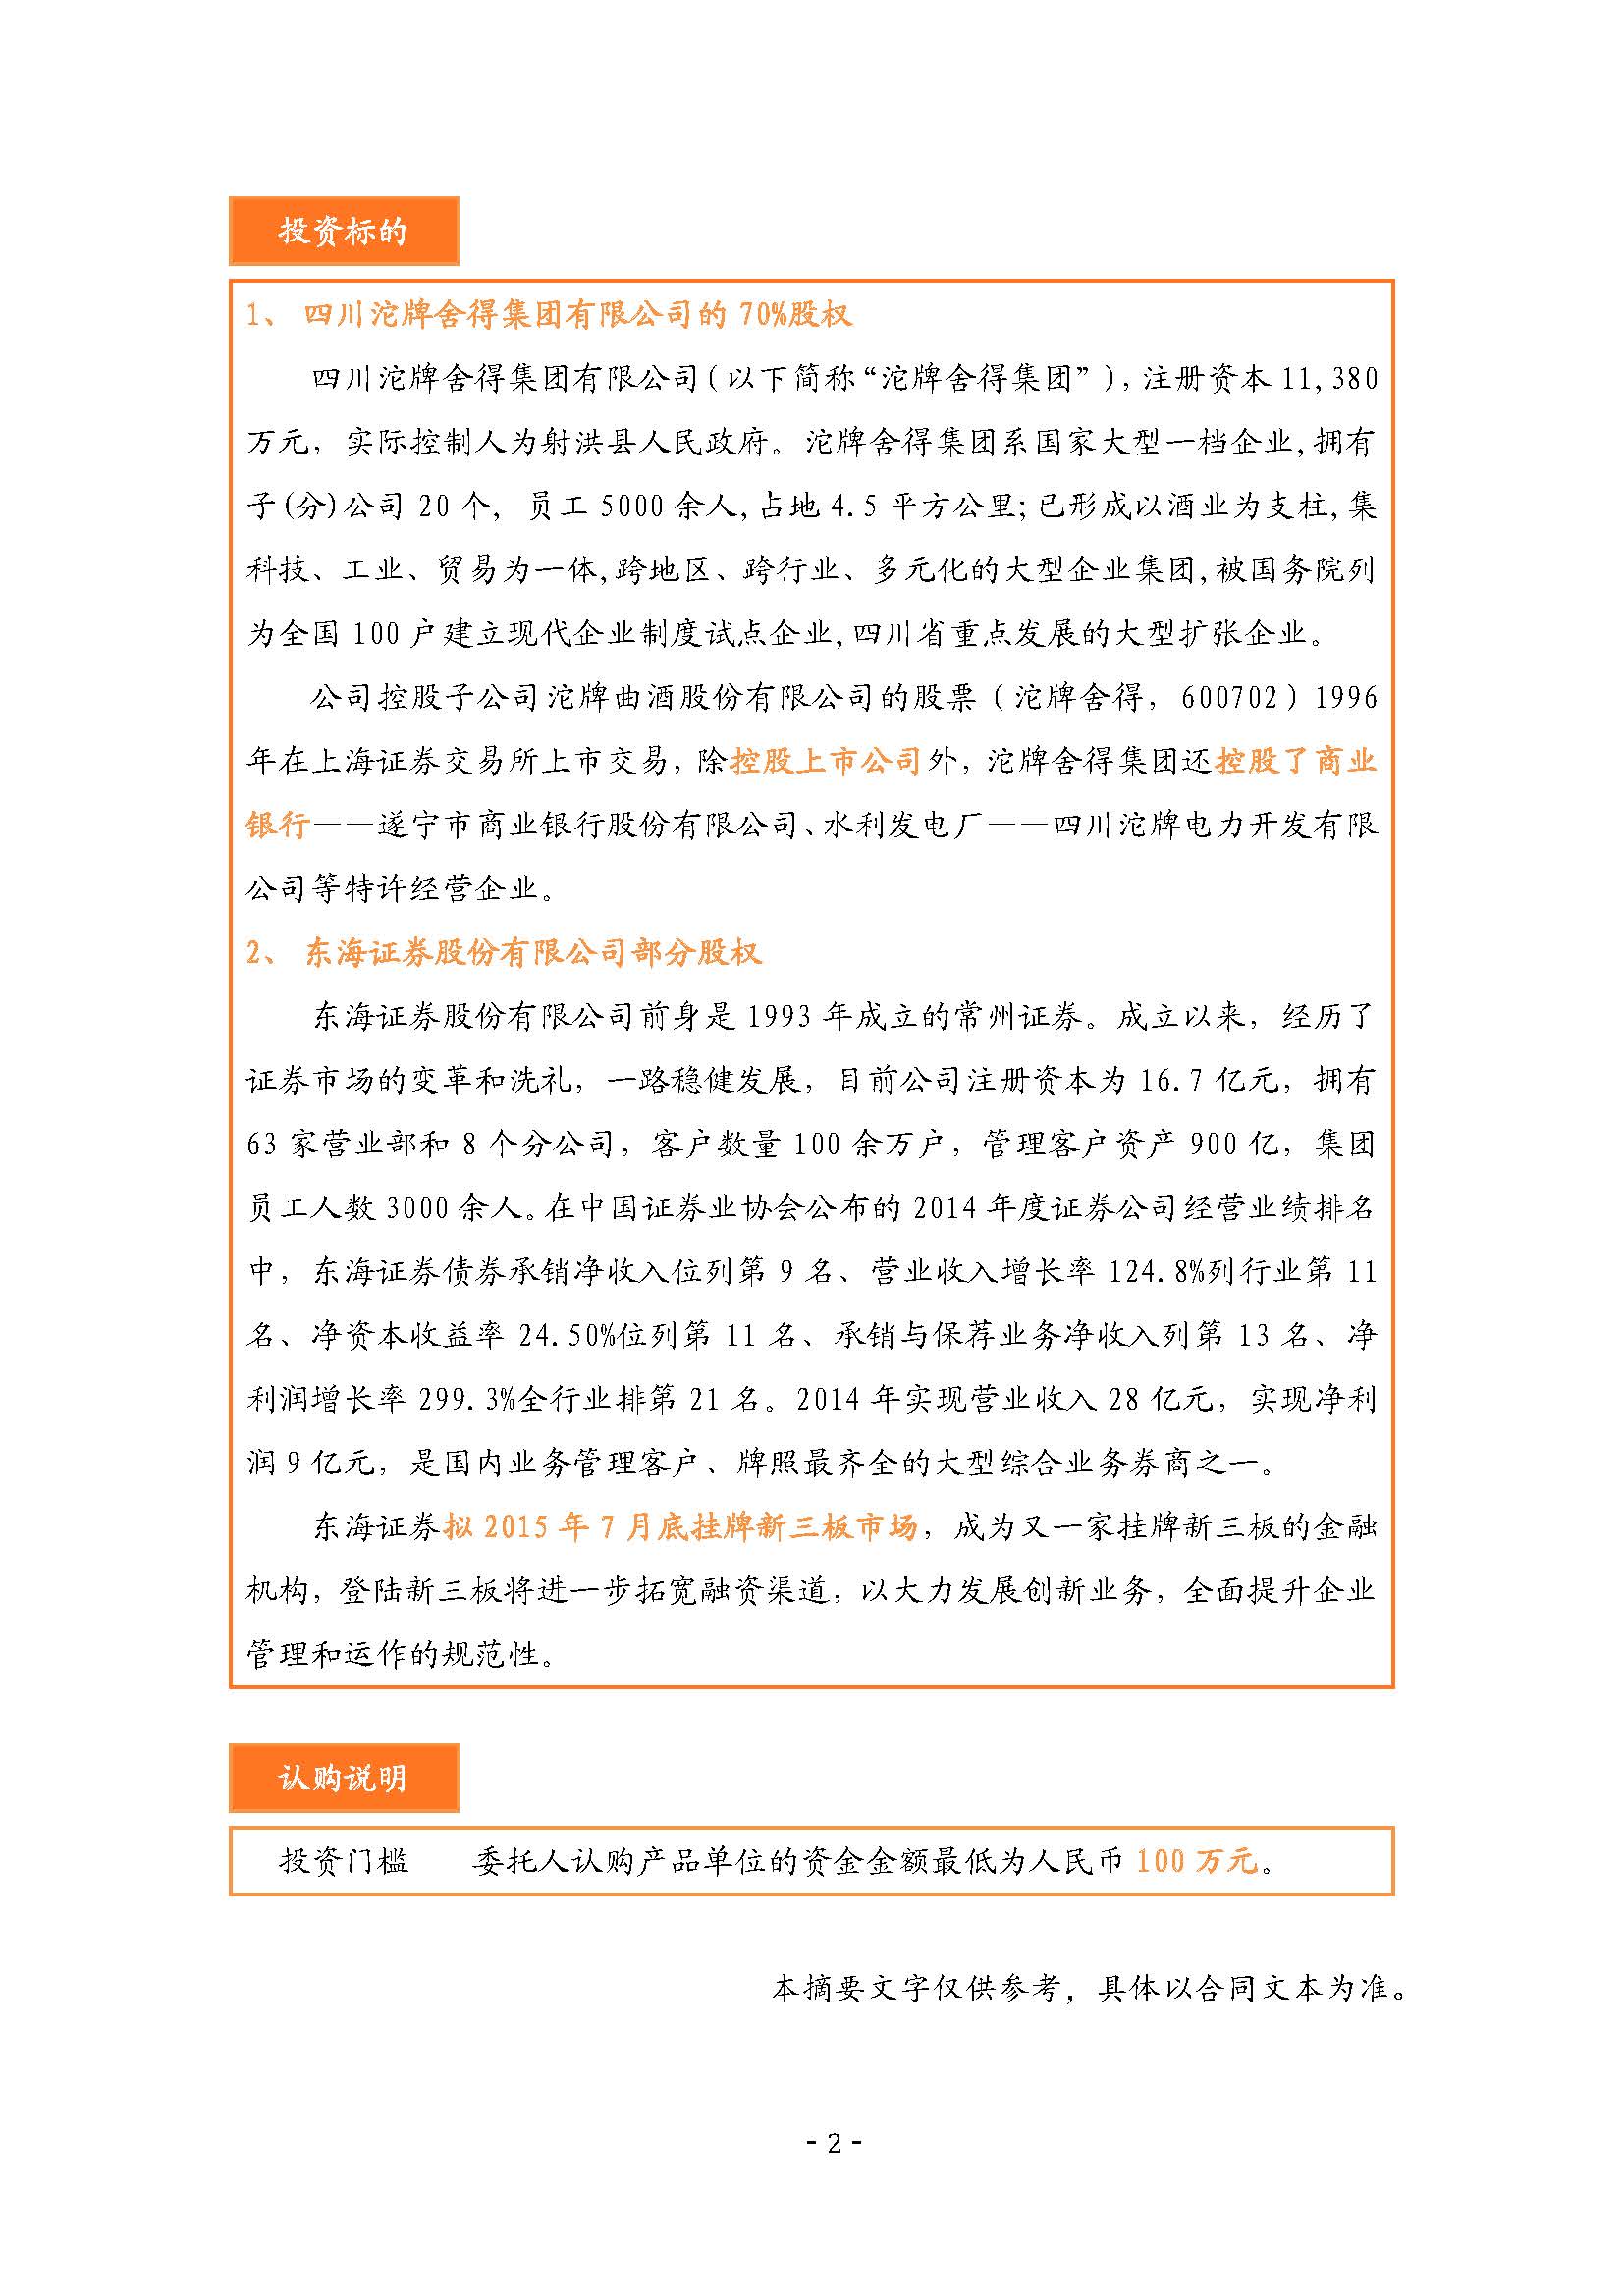 投资标的
1、 四川沱牌舍得集团有限公司的 70%股权
四川沱牌舍得集团有限公司（以下简称“沱牌舍得集团”），注册资本 11,380
万元，实际控制人为射洪县人民政府。沱牌舍得集团系国家大型一档企业,拥有
子(分)公司 20 个，员工 5000 余人,占地 4.5 平方公里;已形成以酒业为支柱,集
科技、工业、贸易为一体,跨地区、跨行业、多元化的大型企业集团,被国务院列
为全国 100 户建立现代企业制度试点企业,四川省重点发展的大型扩张企业。
公司控股子公司沱牌曲酒股份有限公司的股票（沱牌舍得，600702）1996
年在上海证券交易所上市交易，除控股上市公司外，沱牌舍得集团还控股了商业
银行——遂宁市商业银行股份有限公司、水利发电厂——四川沱牌电力开发有限
公司等特许经营企业。
2、 东海证券股份有限公司部分股权
东海证券股份有限公司前身是 1993 年成立的常州证券。成立以来，经历了
证券市场的变革和洗礼，一路稳健发展，目前公司注册资本为 16.7 亿元，拥有
63 家营业部和 8 个分公司，客户数量 100 余万户，管理客户资产 900 亿，集团
员工人数 3000 余人。在中国证券业协会公布的 2014 年度证券公司经营业绩排名
中，东海证券债券承销净收入位列第 9 名、营业收入增长率 124.8%列行业第 11
名、净资本收益率 24.50%位列第 11 名、承销与保荐业务净收入列第 13 名、净
利润增长率 299.3%全行业排第 21 名。2014 年实现营业收入 28 亿元，实现净利
润 9 亿元，是国内业务管理客户、牌照最齐全的大型综合业务券商之一。
东海证券拟 2015 年 7 月底挂牌新三板市场，成为又一家挂牌新三板的金融
机构，登陆新三板将进一步拓宽融资渠道，以大力发展创新业务，全面提升企业
管理和运作的规范性。
认购说明
投资门槛 委托人认购产品单位的资金金额最低为人民币 100 万元。
本摘要文字仅供参考，具体以合同文本为准。
- 2 -